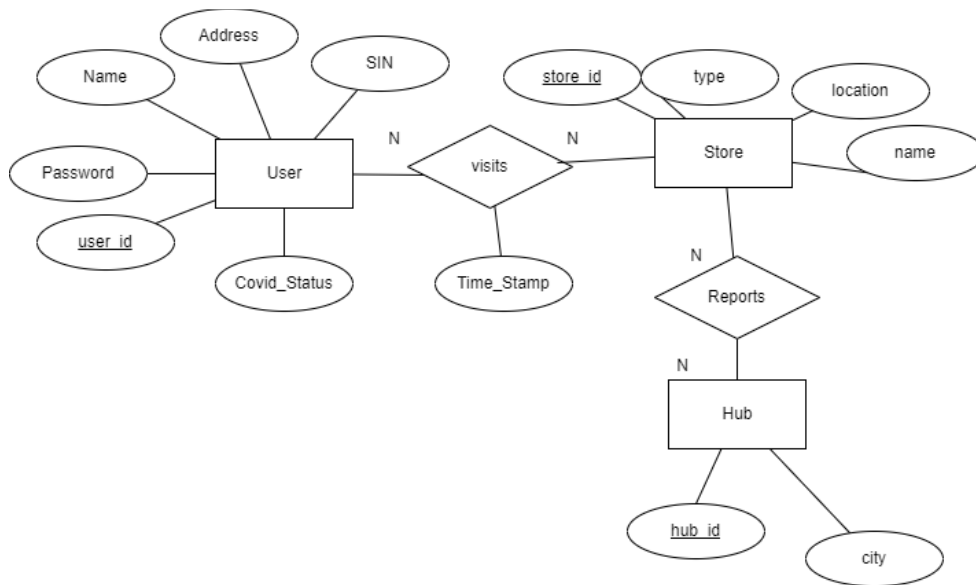 Address
Name
SIN
store_id
type
location
N
N
User
visits
Store
name
Password
user_id
Covid_Status
Time_Stamp
N
Reports
N
Hub
hub_id
city